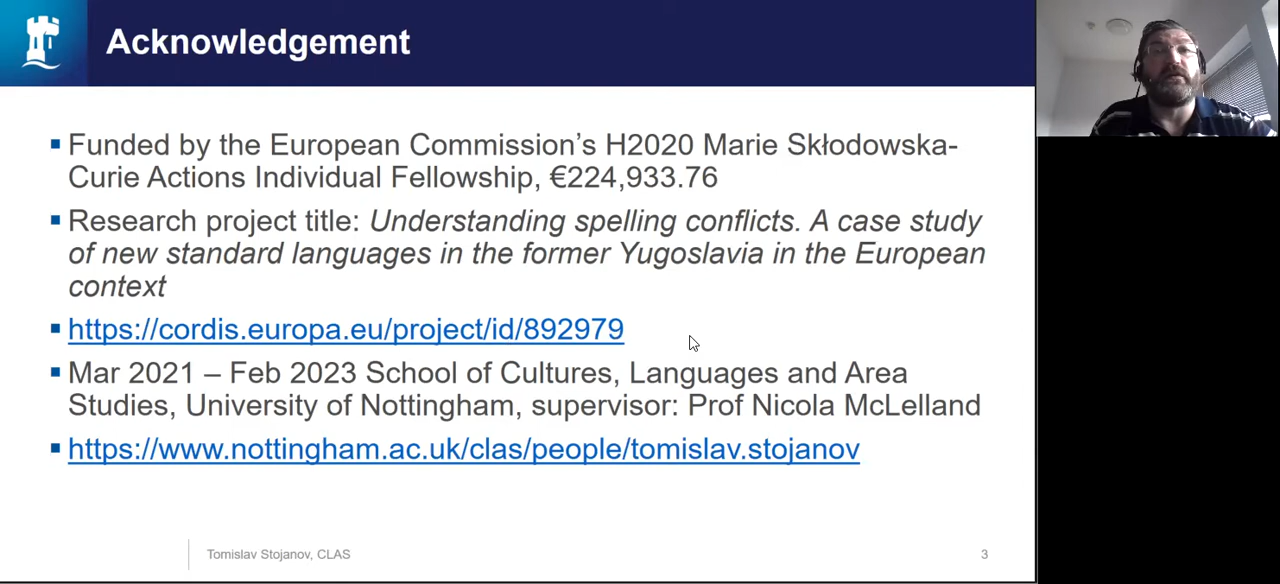 Acknowledgement
Funded by the European Commission's H2020 Marie Skłodowska-
Curie Actions Individual Fellowship, €224,933.76
Research project title: Understanding spelling conflicts. A case study
of new standard languages in the former Yugoslavia in the European
context
https://cordis.europa.eu/project/id/892979
Mar 2021 – Feb 2023 School of Cultures, Languages and Area
Studies, University of Nottingham, supervisor: Prof Nicola McLelland
https://www.nottingham.ac.uk/clas/people/tomislav.stojanov
Tomislav Stojanov, CLAS
3